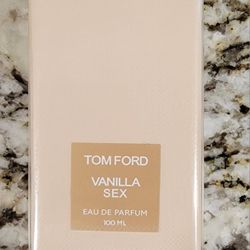 TOM FORD
VANILLA
SEX
EAU DE PARFUM
100 ML